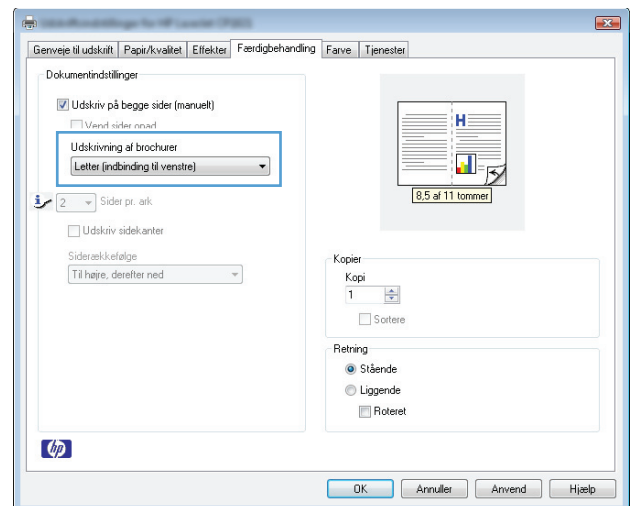 Genveje til udskrift Papir/kvalitet Effekter Færdigbehandling Farve Tjenester
Dokumentindstillinger
Udskriv på begge sider (manuelt)
Vend sider opad
Udskrivning af brochurer
Letter (indbinding til venstre)
2 Sider pr. ark
Udskriv sidekanter
Siderækkefølge
Til højre, derefter ned
H
8,5 af 11 tommer
Kopier
Kopi
1
Sortere
Retning
Stående
Liggende
Roteret
hp
OK Annuller Anvend Hjælp